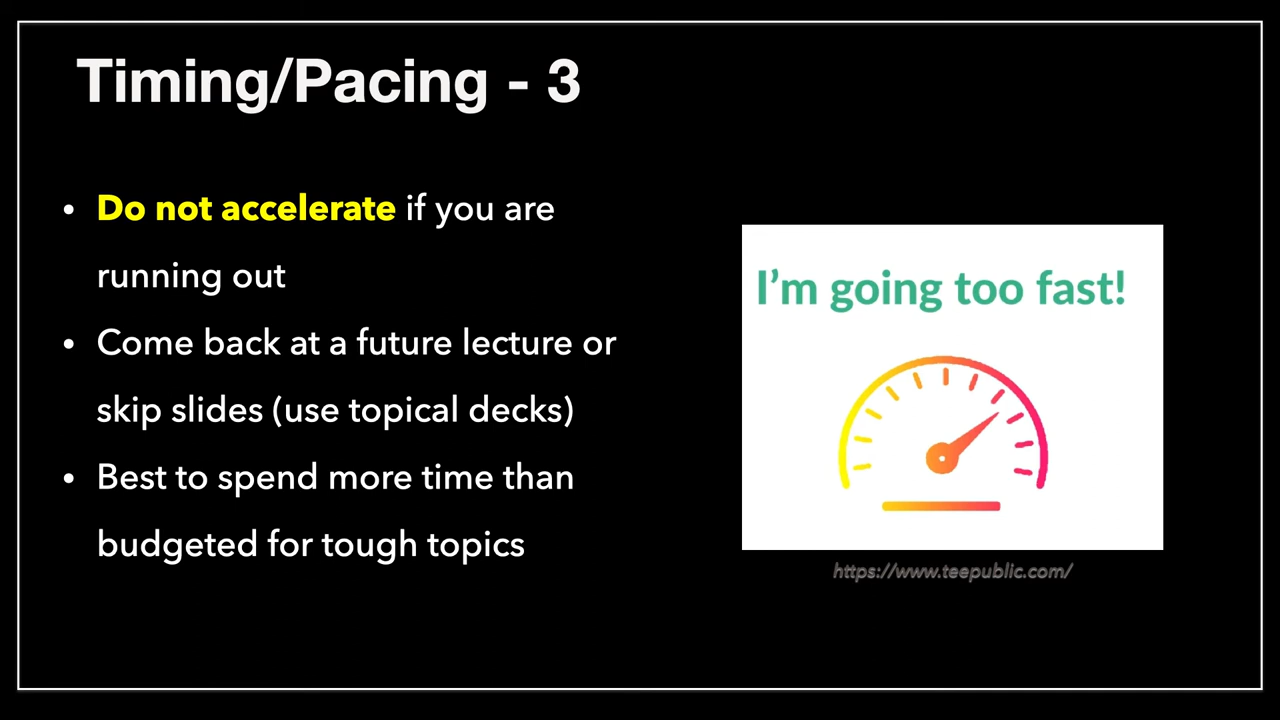 Timing/Pacing - 3
• Do not accelerate if you are
running out
• Come back at a future lecture or
skip slides (use topical decks)
• Best to spend more time than
budgeted for tough topics
I'm going too fast!
https://www.teepublic.com/